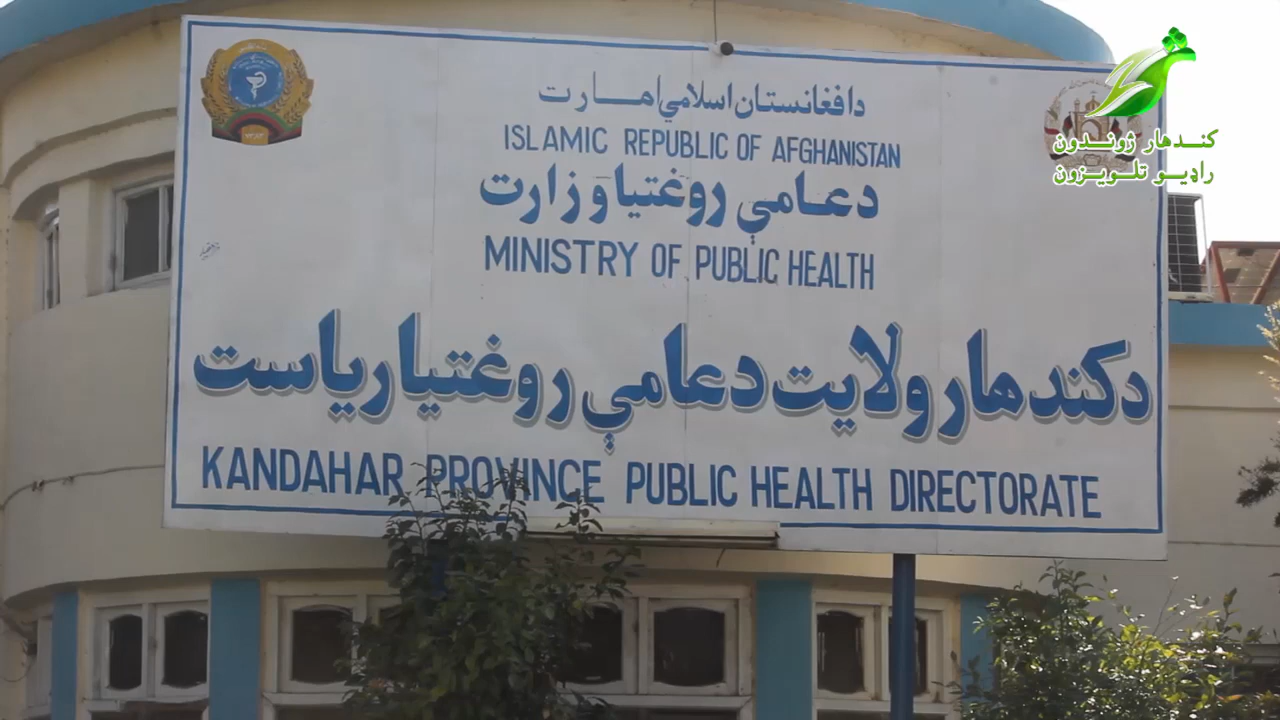 دافغانستان اسلامي امارت
ISLAMIC REPUBLIC OF AFGHANISTAN
دعامې روغتیا وزارت
MINISTRY OF PUBLIC HEALTH
دکندهار ولایت دعامې روغتیا ریاست
KANDAHAR PROVINCE PUBLIC HEALTH DIRECTORATE
کندهار ژوندون
راډیو تلویزون